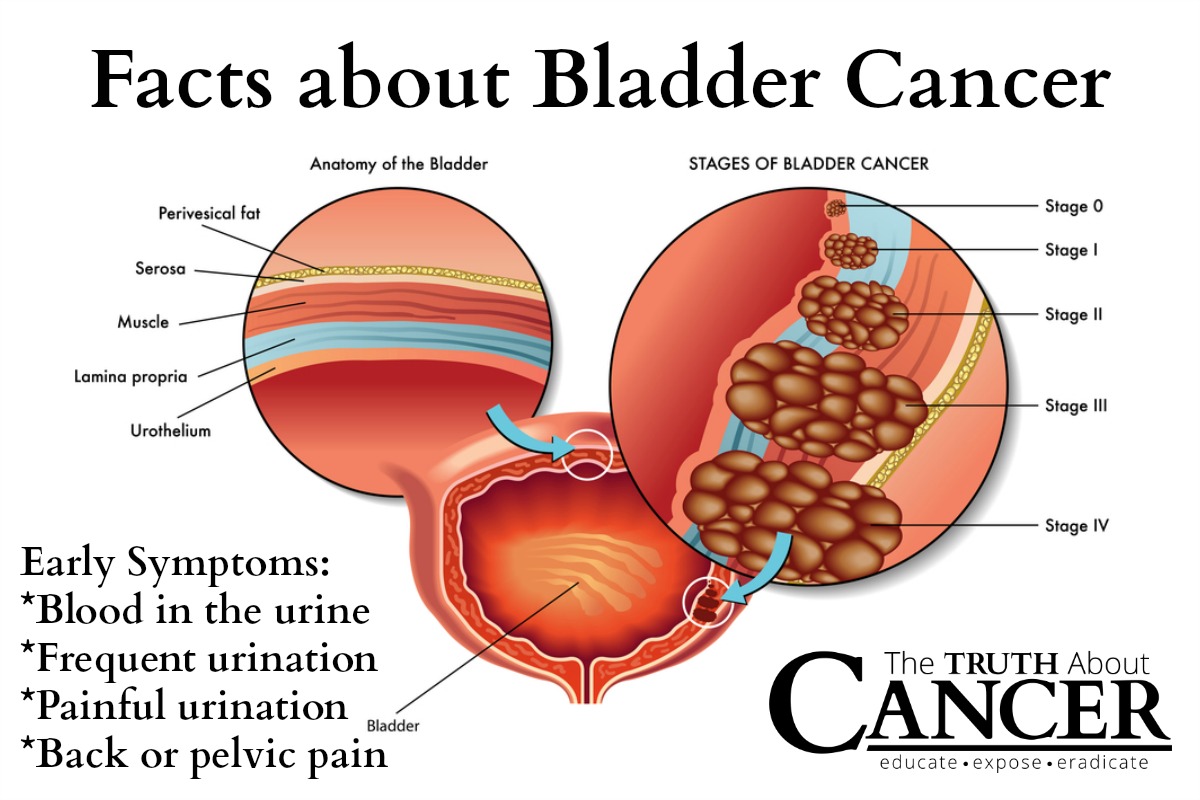 Facts about Bladder Cancer
Anatomy of the Bladder
Perivesical fat
Serosa
Muscle
Lamina propria
Urothelium
STAGES OF BLADDER CANCER
Stage 0
Stage I
Stage II
Stage III
Stage IV
Early Symptoms:
*Blood in the urine
*Frequent urination
*Painful urination
*Back or pelvic pain
Bladder
The TRUTH About
CANCER
educate • expose • eradicate